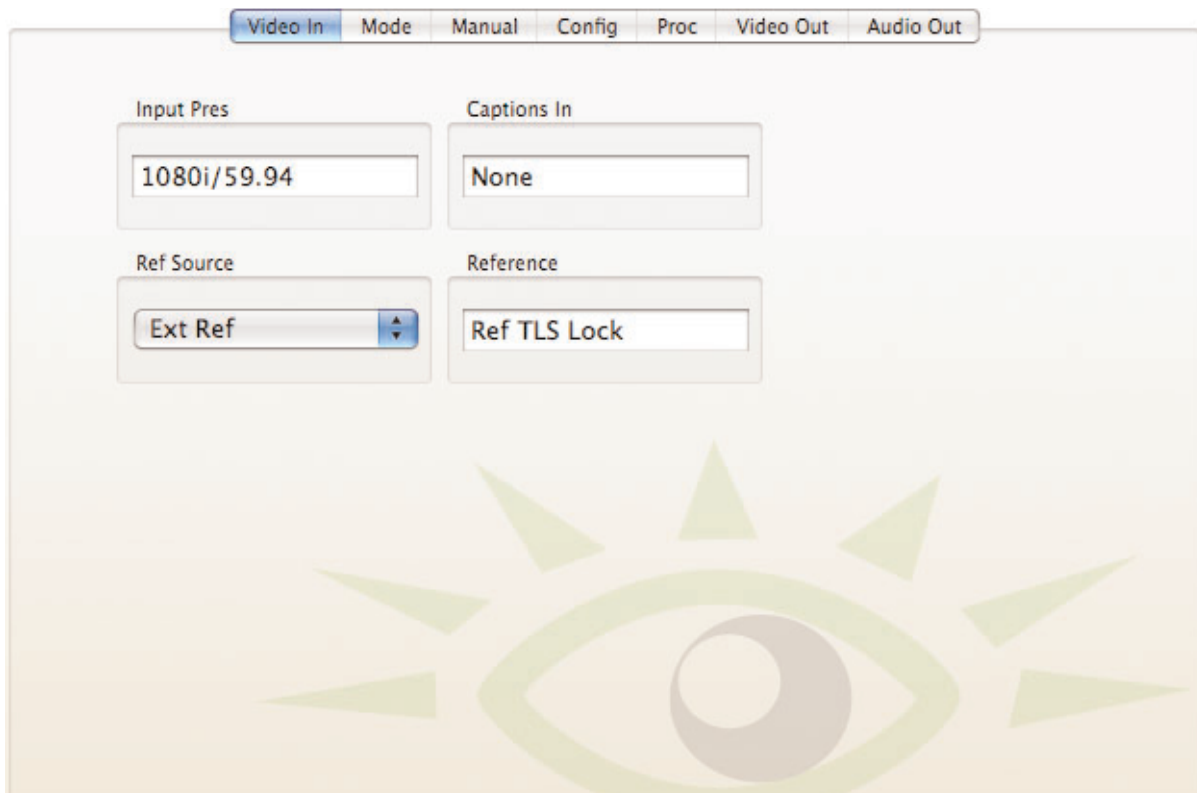 Video In Mode Manual Config Proc Video Out Audio Out
Input Pres Captions In
1080i/59.94 None
Ref Source Reference
Ext Ref Ref TLS Lock